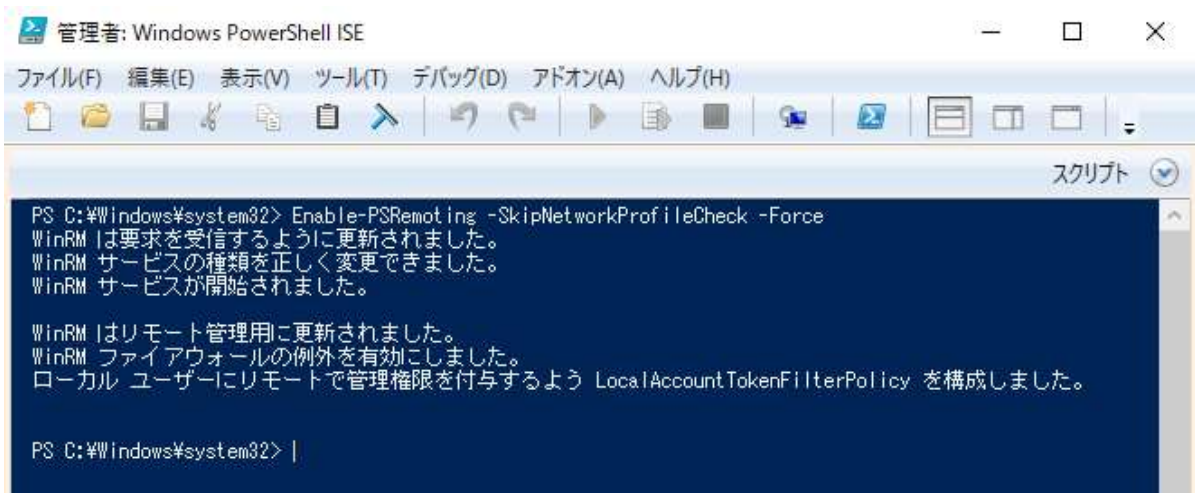 管理者: Windows PowerShell ISE
ファイル(F) 編集(E) 表示(V) ツール(T) デバッグ(D) アドオン(A) ヘルプ(H)
スクリプト
PS C:¥Windows¥system32> Enable-PSRemoting -SkipNetworkProfileCheck -Force
WinRM は要求を受信するように更新されました。
WinRM サービスの種類を正しく変更できました。
WinRM サービスが開始されました。
WinRM はリモート管理用に更新されました。
WinRM ファイアウォールの例外を有効にしました。
ローカル ユーザーにリモートで管理権限を付与するよう LocalAccountTokenFilterPolicy を構成しました。
PS C:¥Windows¥system32>